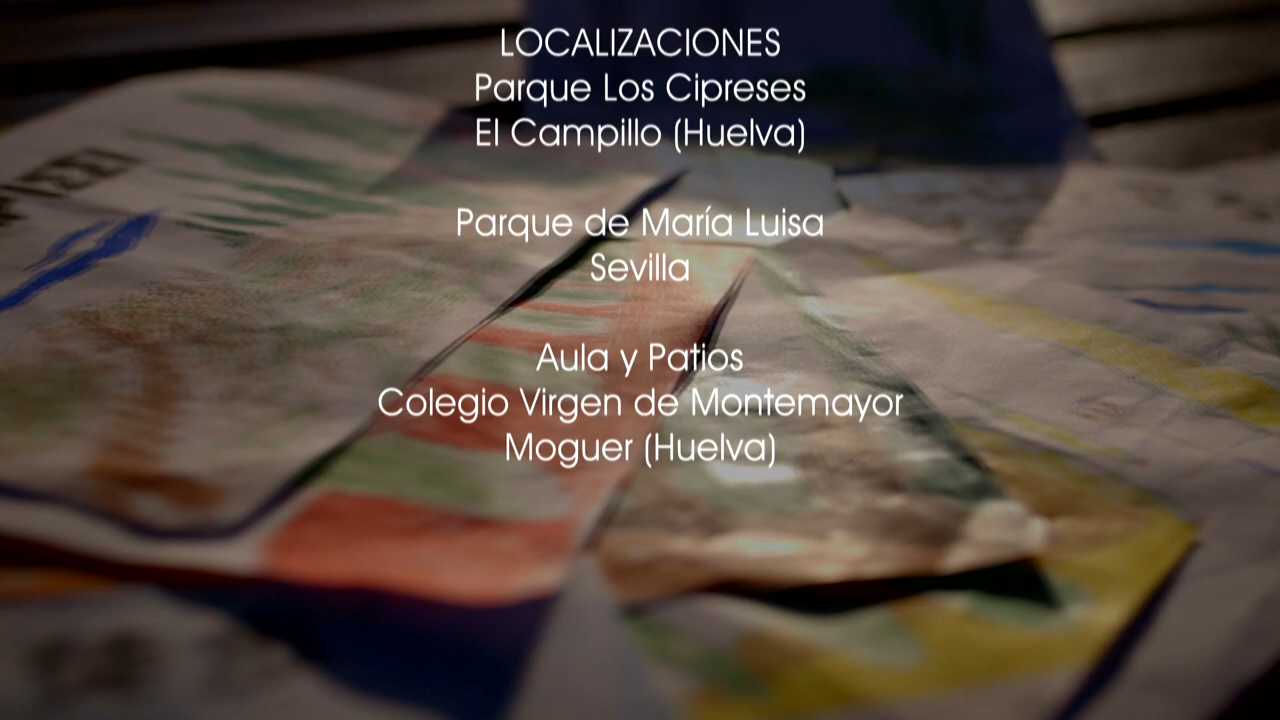 LOCALIZACIONES
Parque Los Cipreses
El Campillo (Huelva)
Parque de María Luisa
Sevilla
Aula y Patios
Colegio Virgen de Montemayor
Moguer (Huelva)